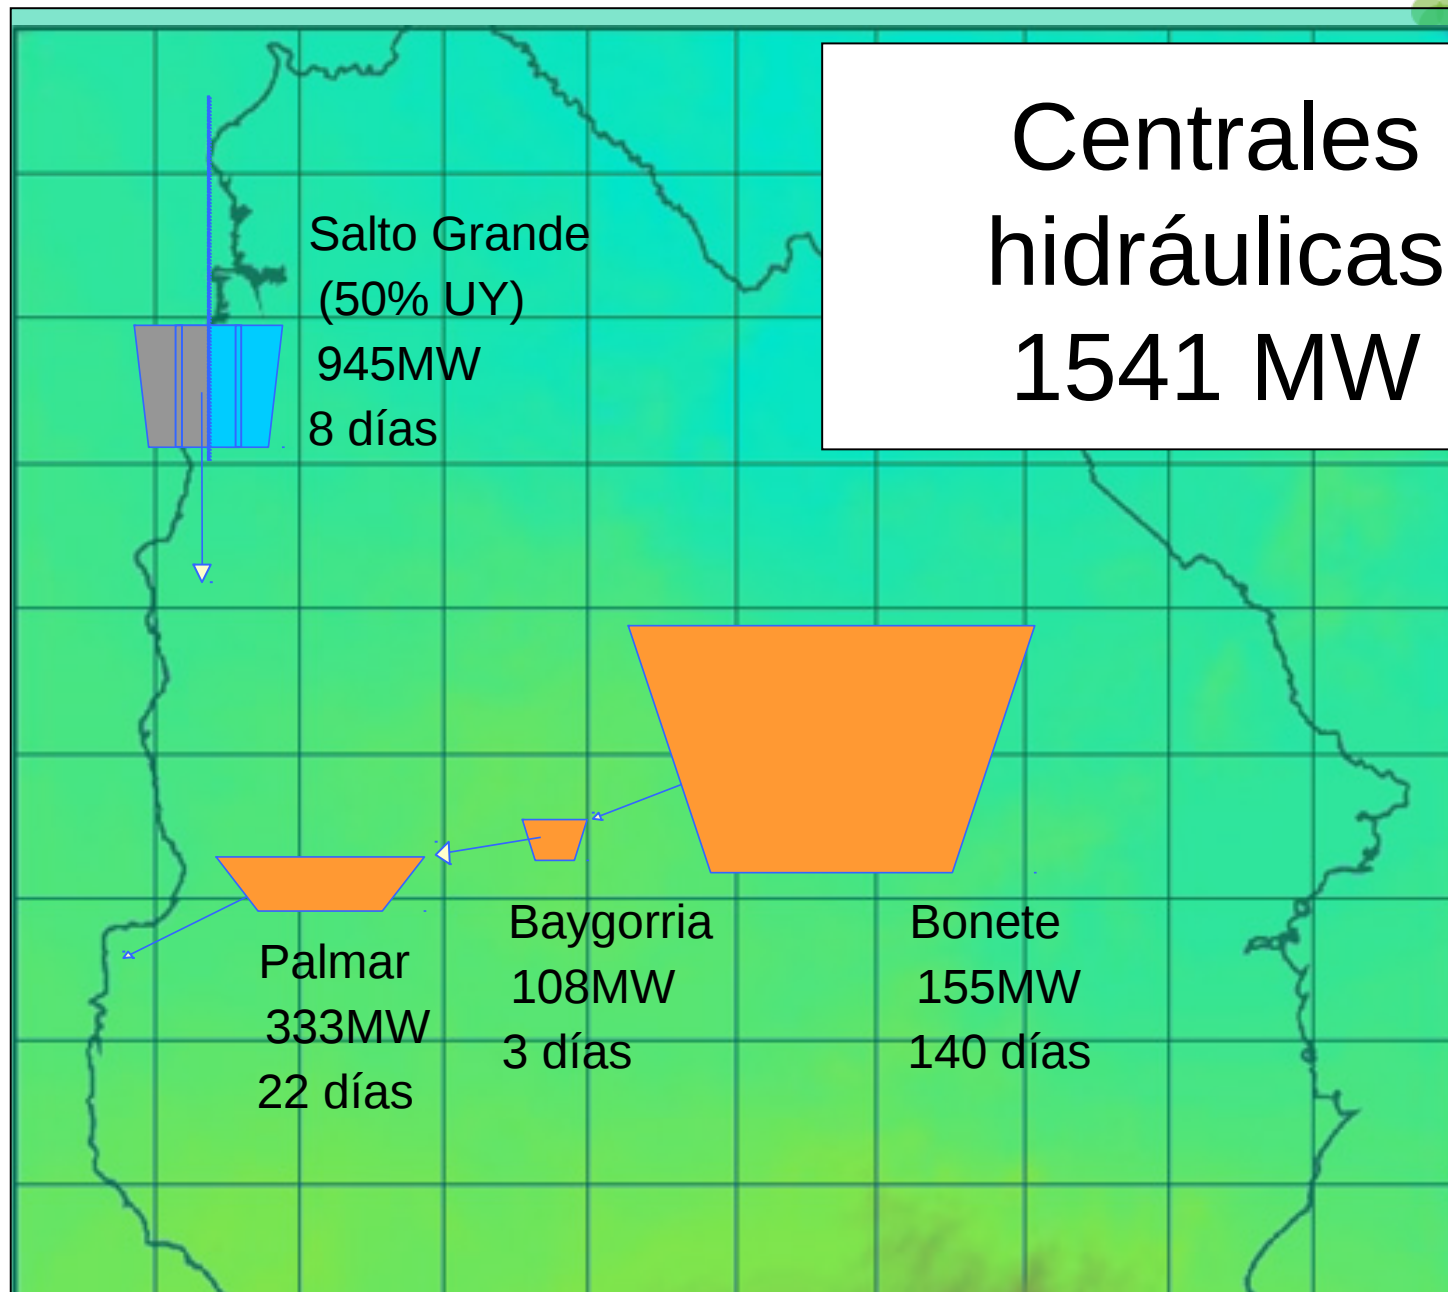 Centrales
hidráulicas
1541 MW
Salto Grande
(50% UY)
945MW
8 días
Palmar
333MW
22 días
Baygorria
108MW
3 días
Bonete
155MW
140 días